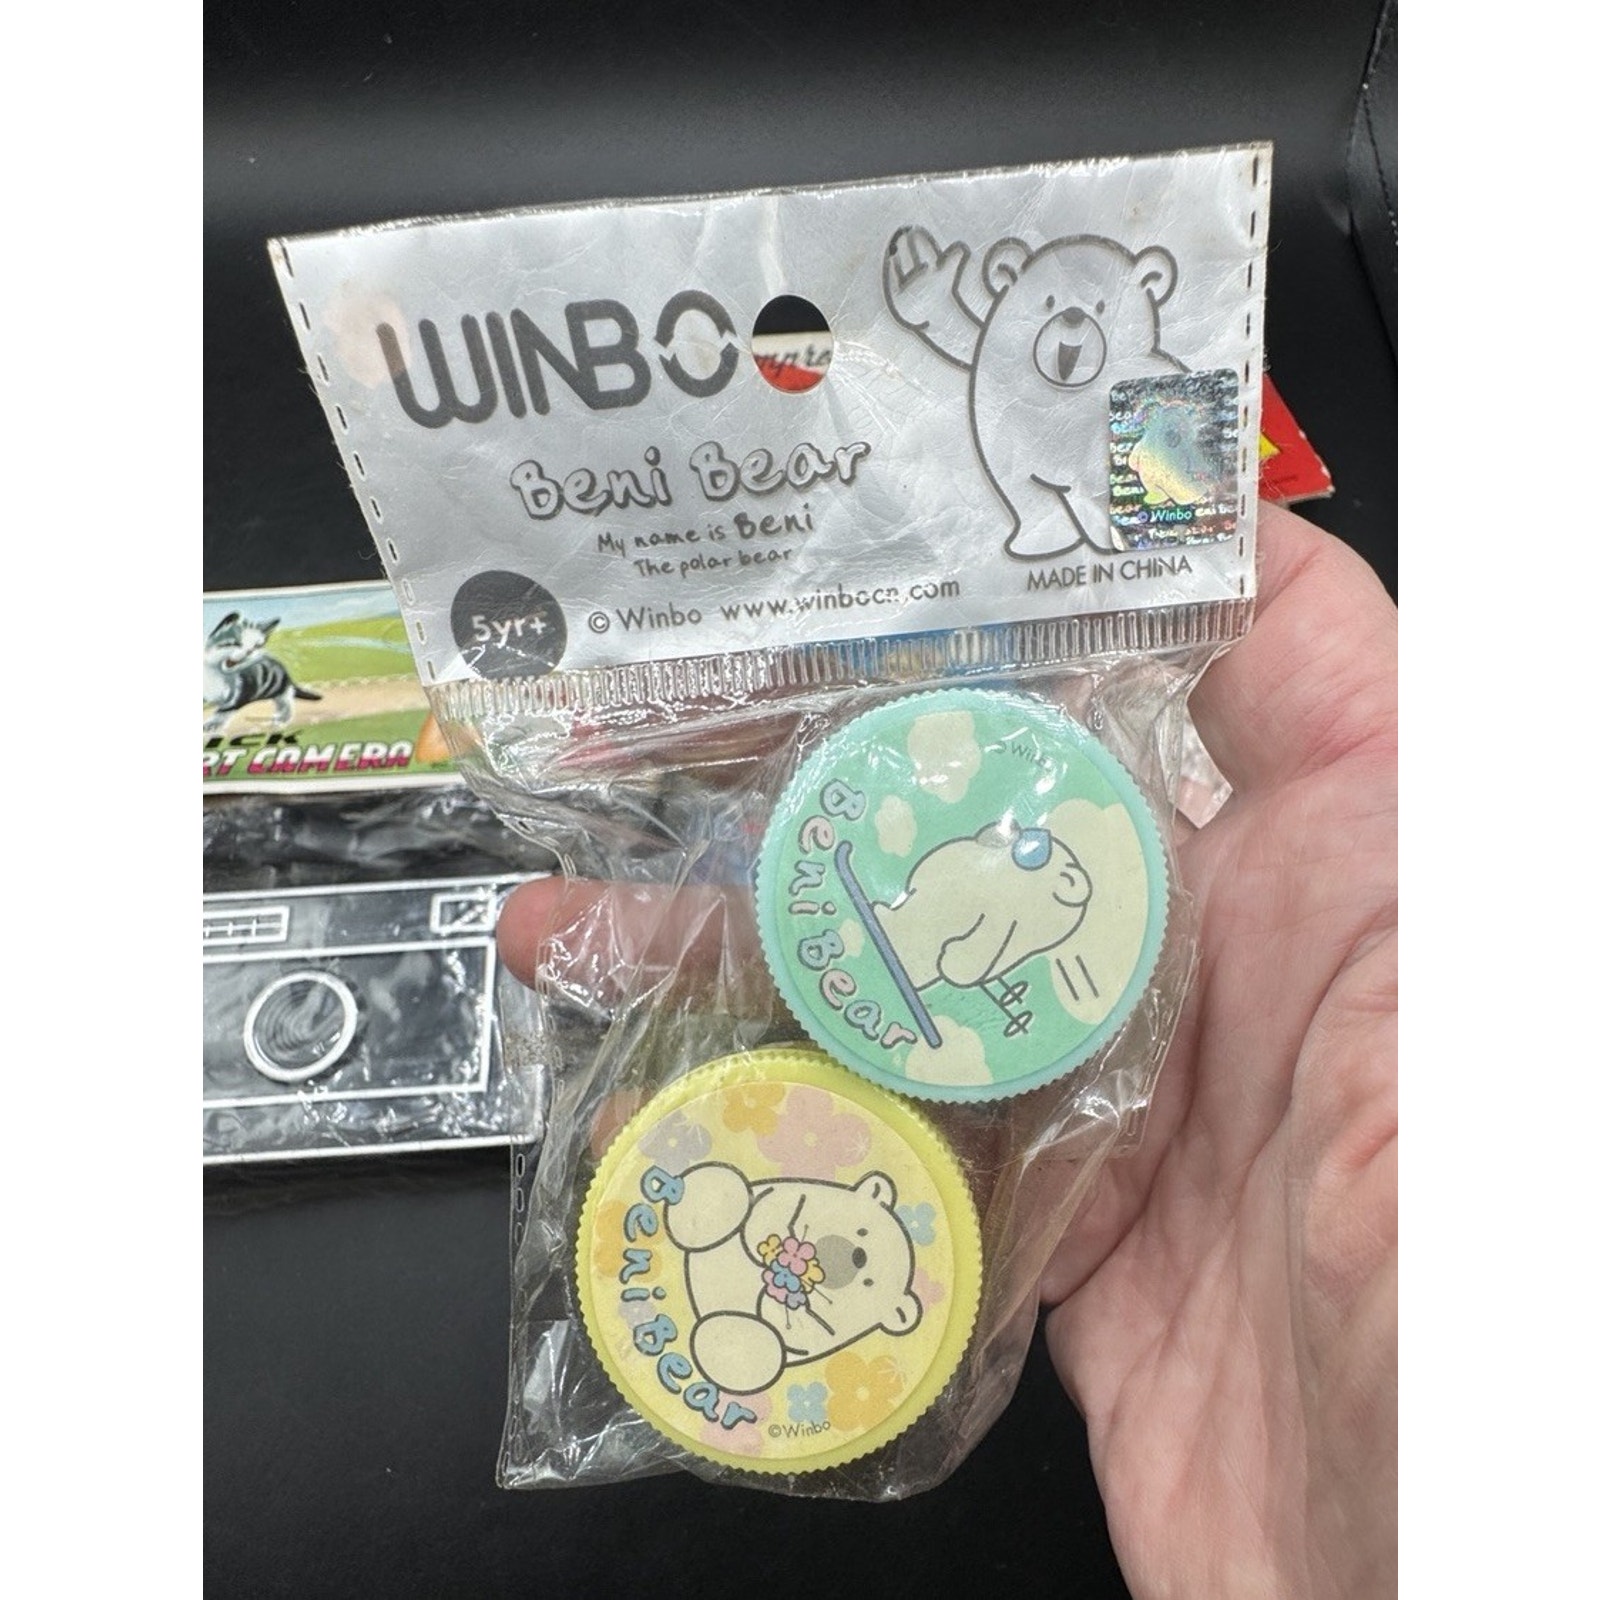 WINBO
Beni Bear
My name is Beni
The polar bear
5yr+
© Winbo www.winbocn.com
MADE IN CHINA
© Winbo
CAMERA
Beni Bear
Beni Bear
©Winbo